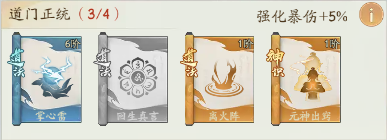 道门正统（3/4）
强化暴伤+5%
i
6阶
道法
掌心雷
道法
回生真言
1阶
道法
离火阵
1阶
神识
元神出窍